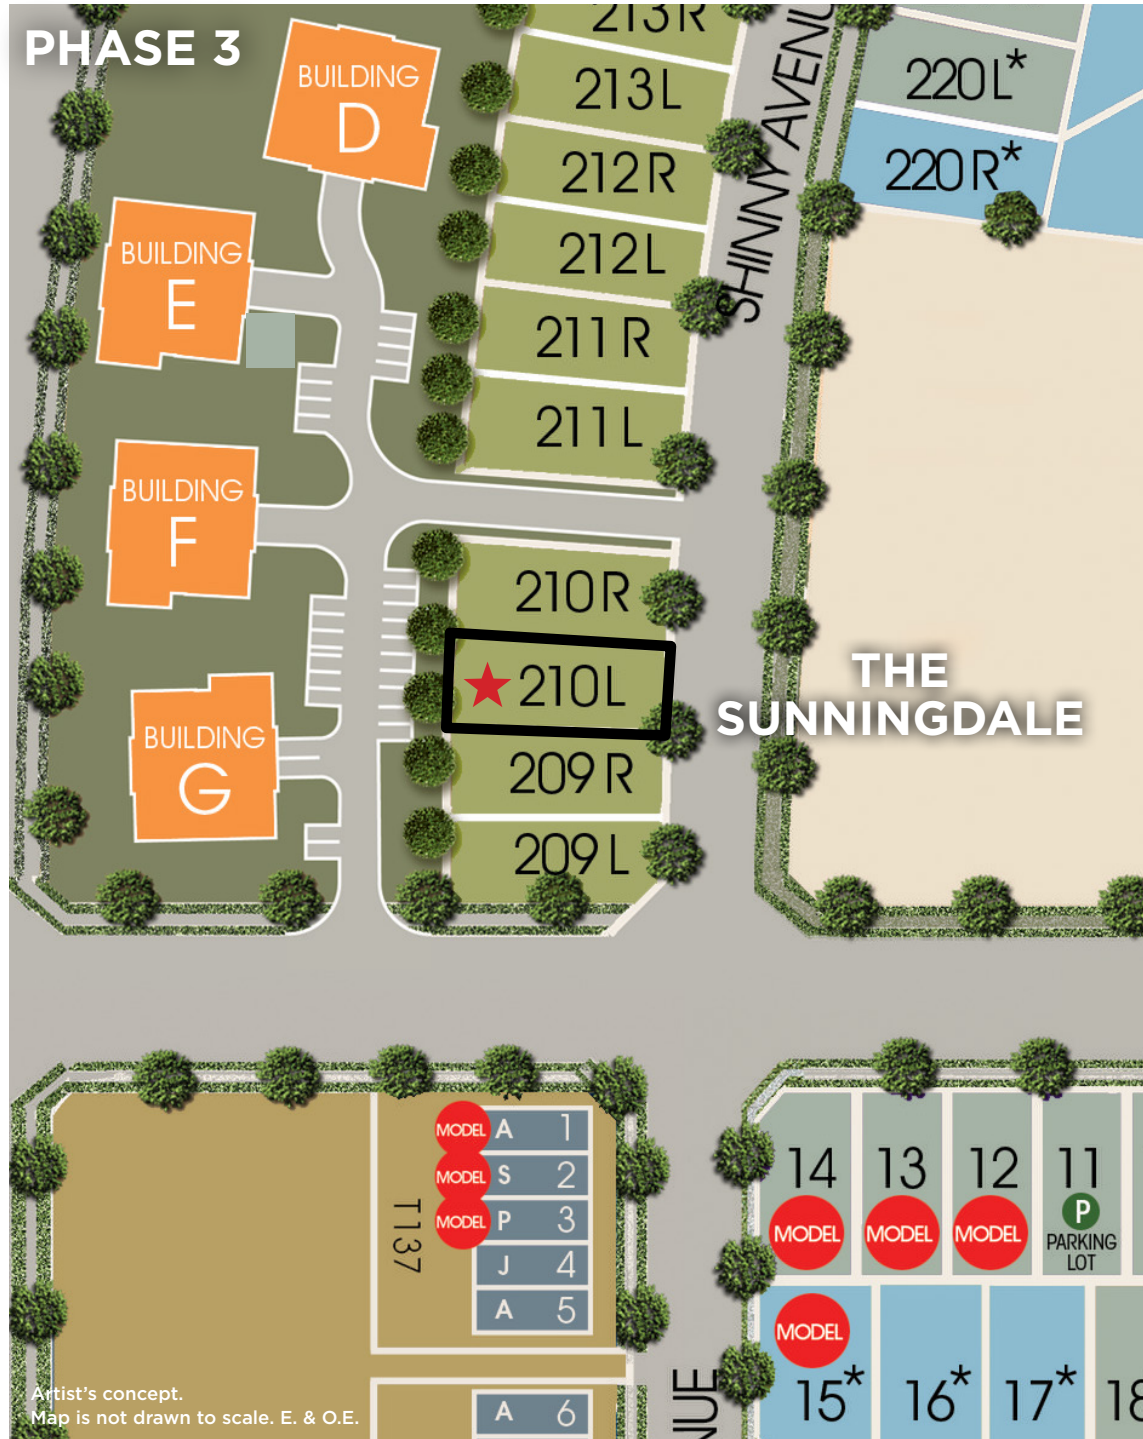 PHASE 3
213R
BUILDING
D
213L
SHINNY AVENU
220L*
212R
220R*
BUILDING
E
212L
211R
211L
BUILDING
F
210R
210L
THE
SUNNINGDALE
BUILDING
G
209R
209L
MODEL A 1
MODEL S 2
MODEL P 3
J 4
A 5
T137
14
MODEL
13
MODEL
12
MODEL
11
P
PARKING
LOT
MODEL
15*
16*
17*
18
A 6
NUE
Artist's concept.
Map is not drawn to scale. E. & O.E.